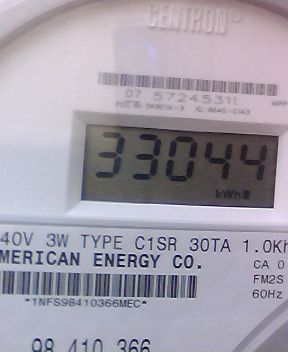 CENTRON®
07 57245311
33044
kWh
40V 3W TYPE C1SR 30TA 1.0Kh
MERICAN ENERGY CO.
CA 0
FM2S
60Hz
*1NFS98410366MEC*
98 410 366